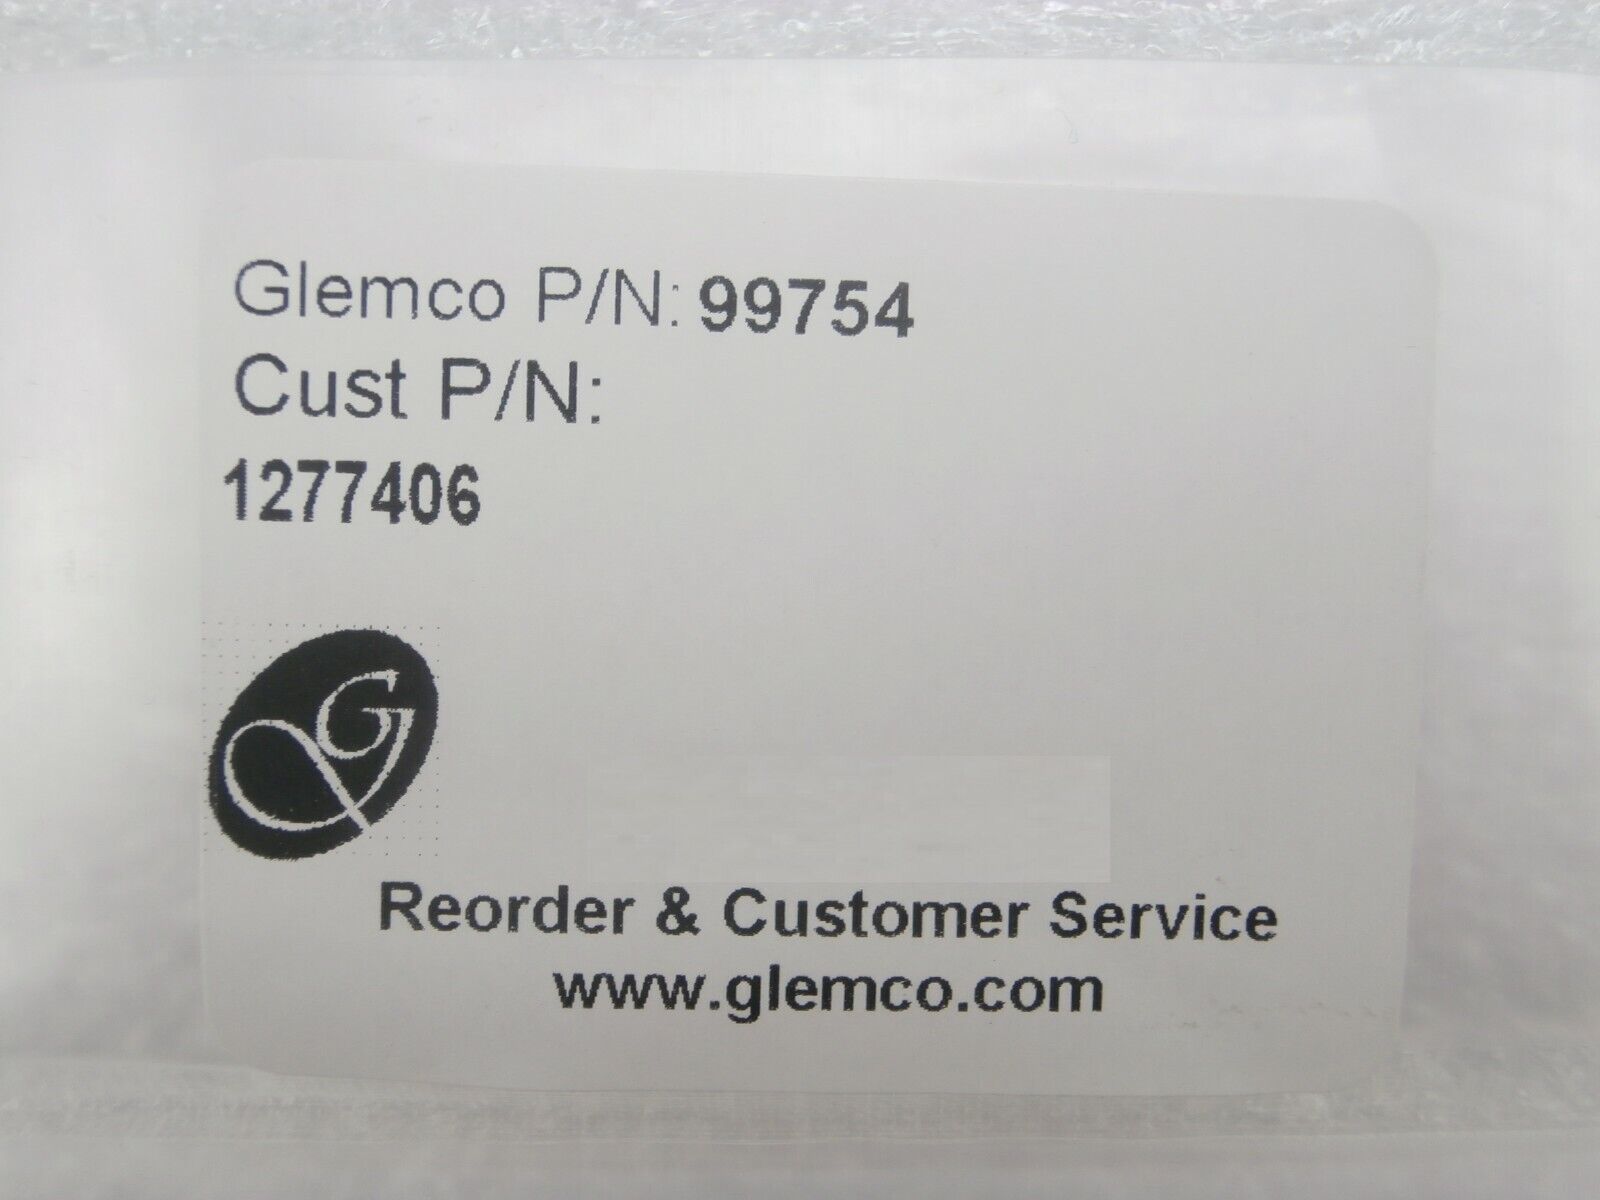 Glemco P/N: 99754
Cust P/N:
1277406
G
Reorder & Customer Service
www.glemco.com